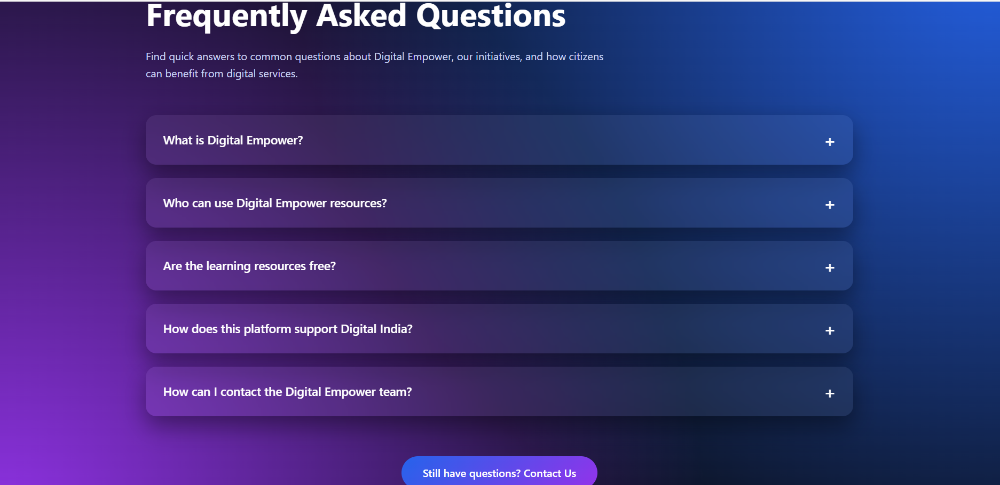 Frequently Asked Questions
Find quick answers to common questions about Digital Empower, our initiatives, and how citizens
can benefit from digital services.
What is Digital Empower?
+
Who can use Digital Empower resources?
+
Are the learning resources free?
+
How does this platform support Digital India?
+
How can I contact the Digital Empower team?
+
Still have questions? Contact Us